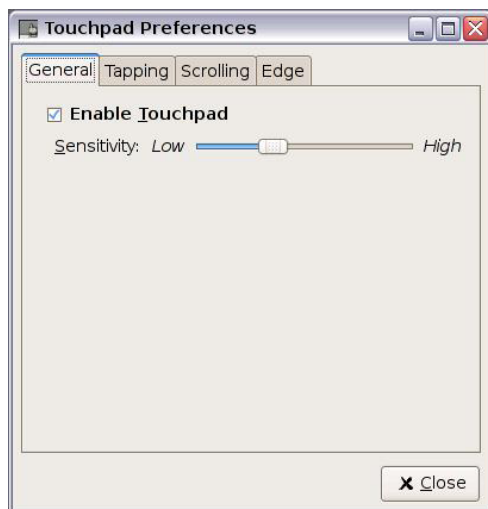 Touchpad Preferences
General Tapping Scrolling Edge
Enable Touchpad
Sensitivity: Low High
Close